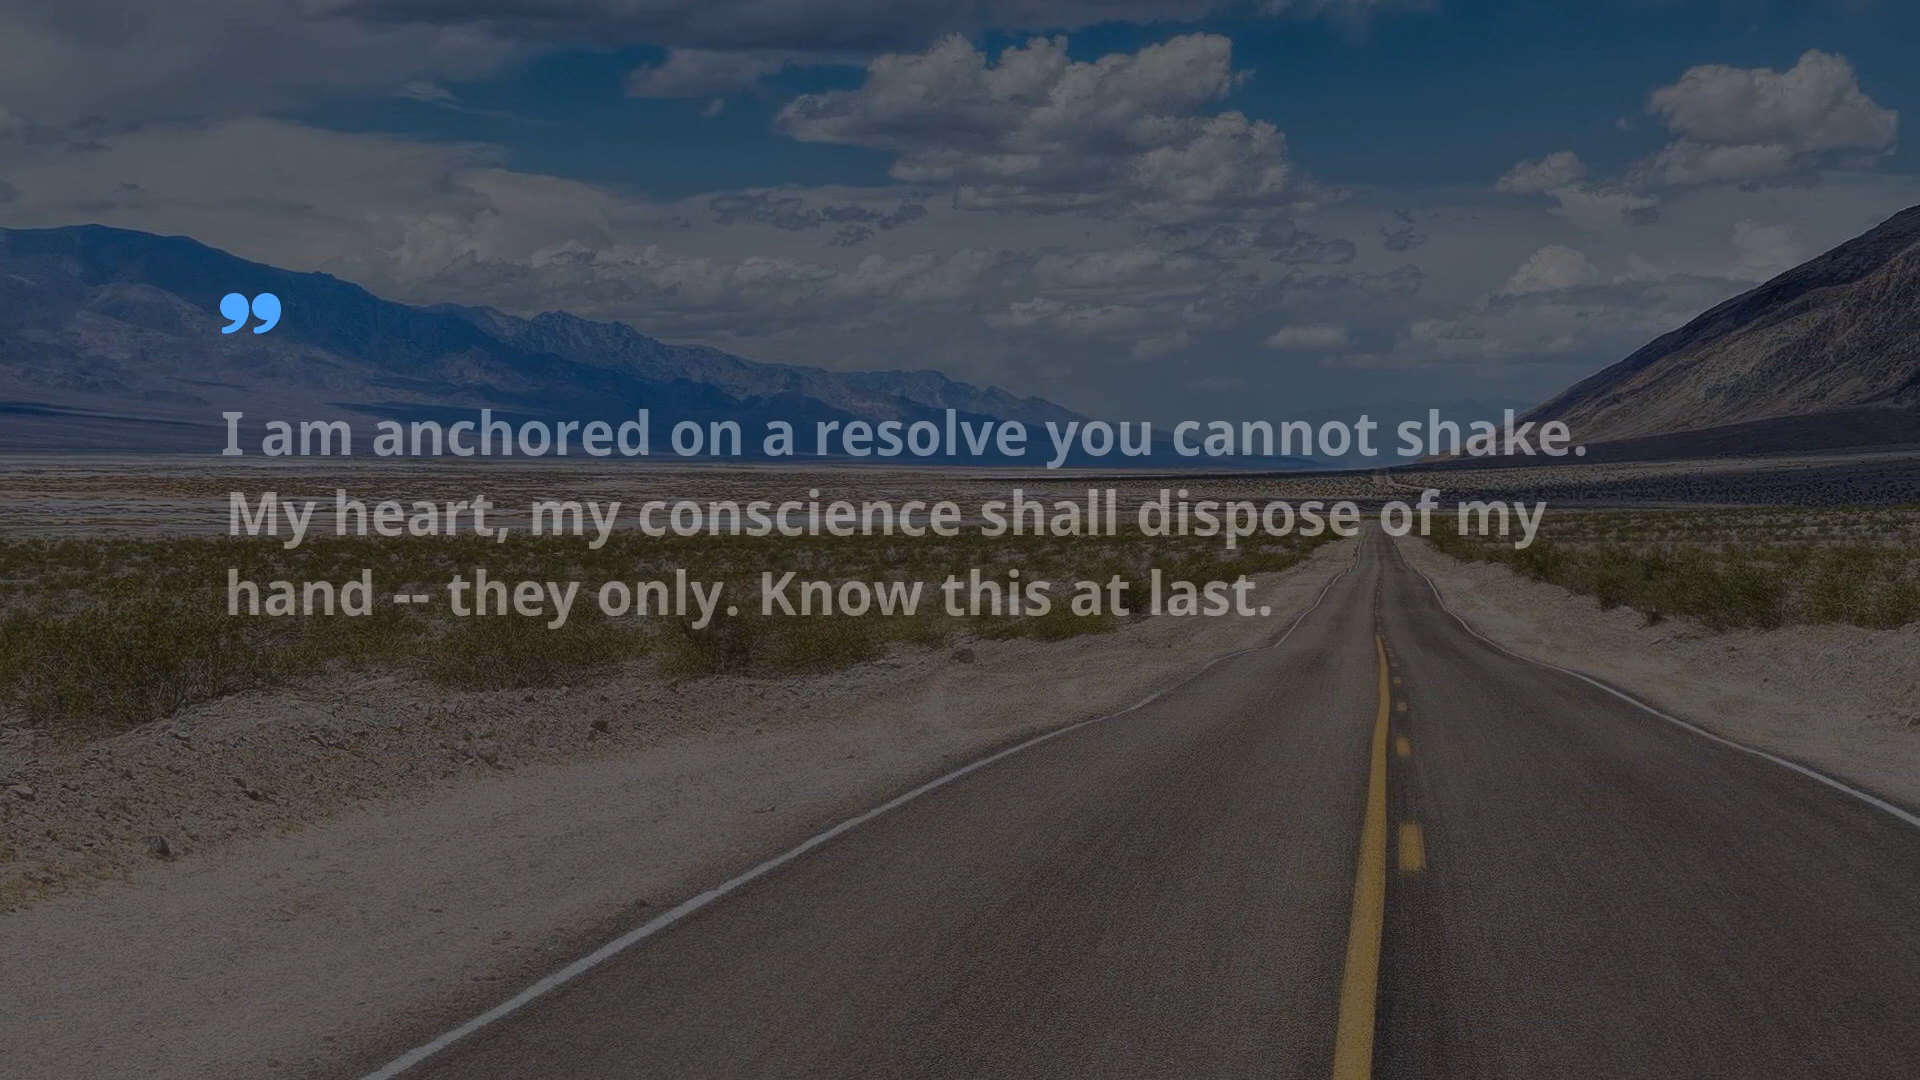 ”
I am anchored on a resolve you cannot shake.
My heart, my conscience shall dispose of my
hand -- they only. Know this at last.